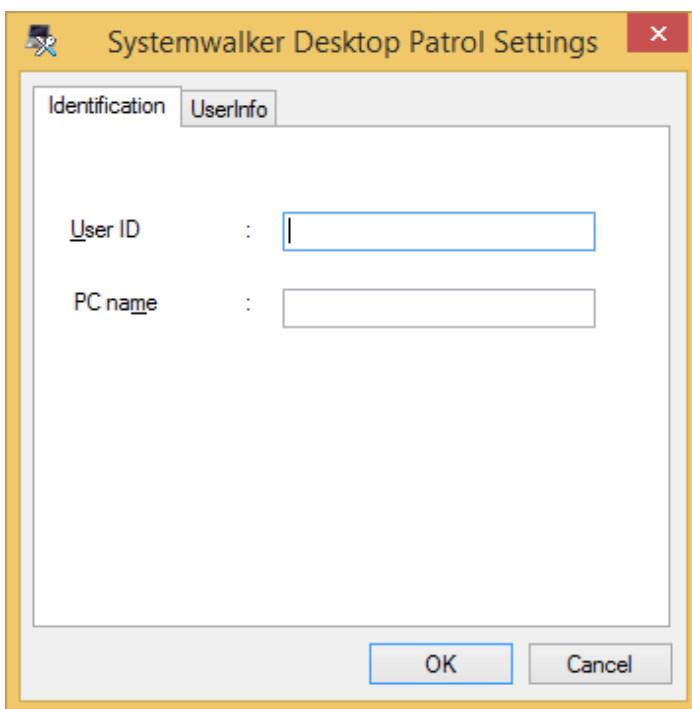 Systemwalker Desktop Patrol Settings
Identification UserInfo
User ID :
PC name :
OK Cancel